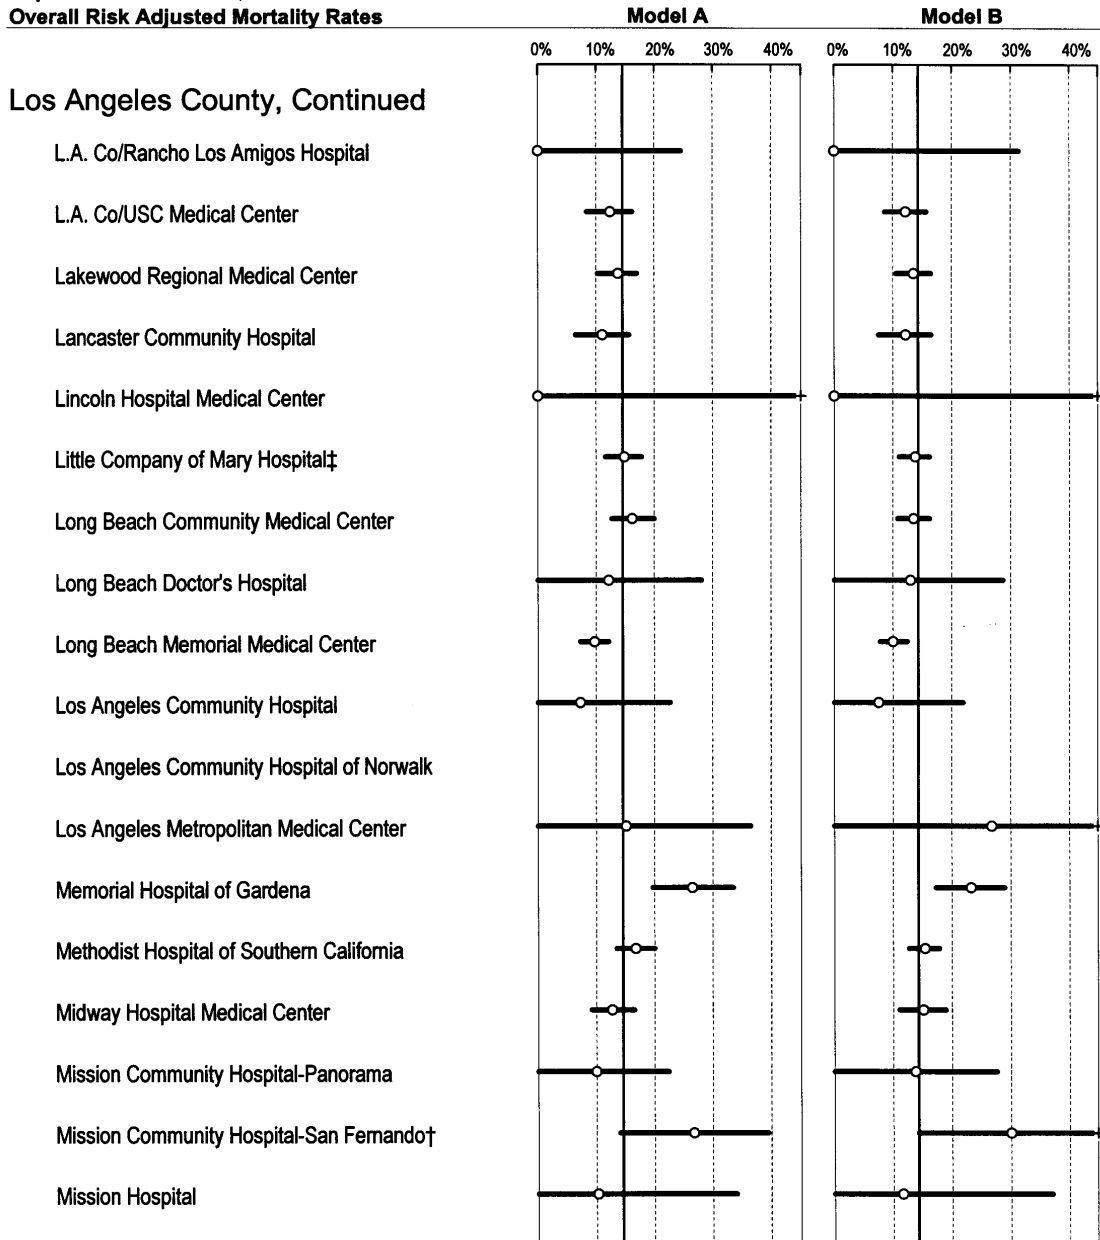 Overall Risk Adjusted Mortality Rates Model A Model B
0% 10% 20% 30% 40% 0% 10% 20% 30% 40%
Los Angeles County, Continued
L.A. Co/Rancho Los Amigos Hospital
L.A. Co/USC Medical Center
Lakewood Regional Medical Center
Lancaster Community Hospital
Lincoln Hospital Medical Center
Little Company of Mary Hospital‡
Long Beach Community Medical Center
Long Beach Doctor's Hospital
Long Beach Memorial Medical Center
Los Angeles Community Hospital
Los Angeles Community Hospital of Norwalk
Los Angeles Metropolitan Medical Center
Memorial Hospital of Gardena
Methodist Hospital of Southern California
Midway Hospital Medical Center
Mission Community Hospital-Panorama
Mission Community Hospital-San Fernando†
Mission Hospital